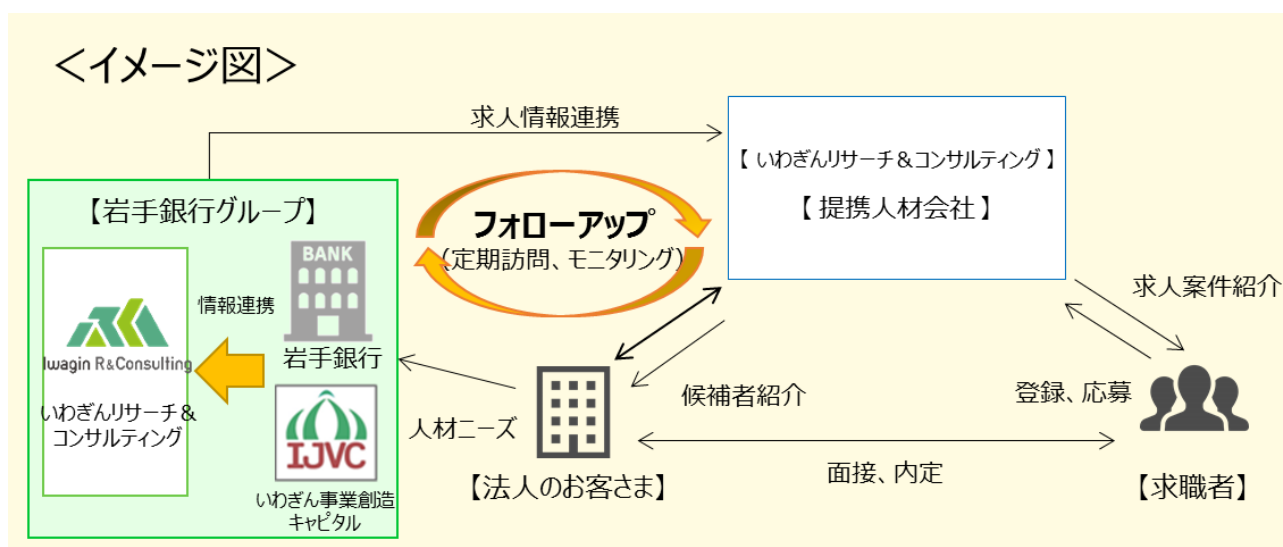 ＜イメージ図＞
求人情報連携
【 いわぎんリサーチ＆コンサルティング 】
【 提携人材会社 】
【岩手銀行グループ】
フォローアップ
（定期訪問、モニタリング）
BANK
情報連携
岩手銀行
Iwagin R&Consulting
いわぎんリサーチ＆
コンサルティング
IJVC
いわぎん事業創造
キャピタル
人材ニーズ
候補者紹介
【法人のお客さま】
求人案件紹介
登録、応募
面接、内定
【求職者】